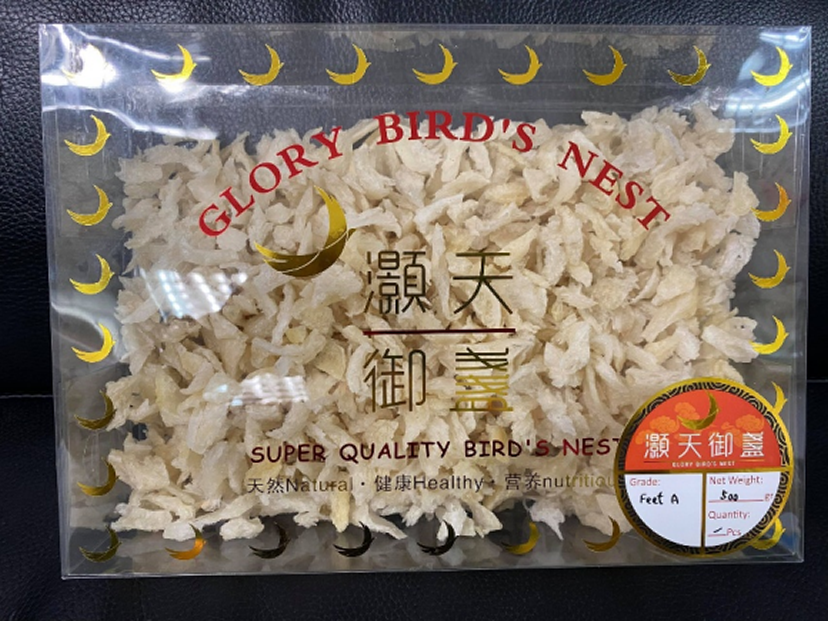 GLORY BIRD'S NEST
灝天
御盞
SUPER QUALITY BIRD'S NEST
天然Natural · 健康Healthy · 营养nutritiou
灝天御盞
GLORY BIRD'S NEST
Grade:
Feet A
Net Weight:
500 gr
Quantity:
Pcs